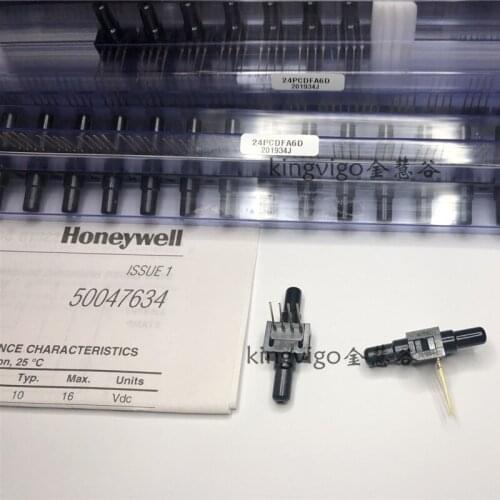 24PCDFA6D
201934J
24PCDFA6D
201934J
kingvigo金慧谷
Honeywell
ISSUE 1
50047634
NCE CHARACTERISTICS
on, 25 °C
Typ. Max. Units
10 16 Vdc
kingvigo金慧谷